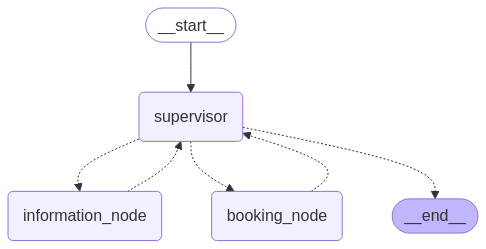 __start__
supervisor
information_node
booking_node
__end__